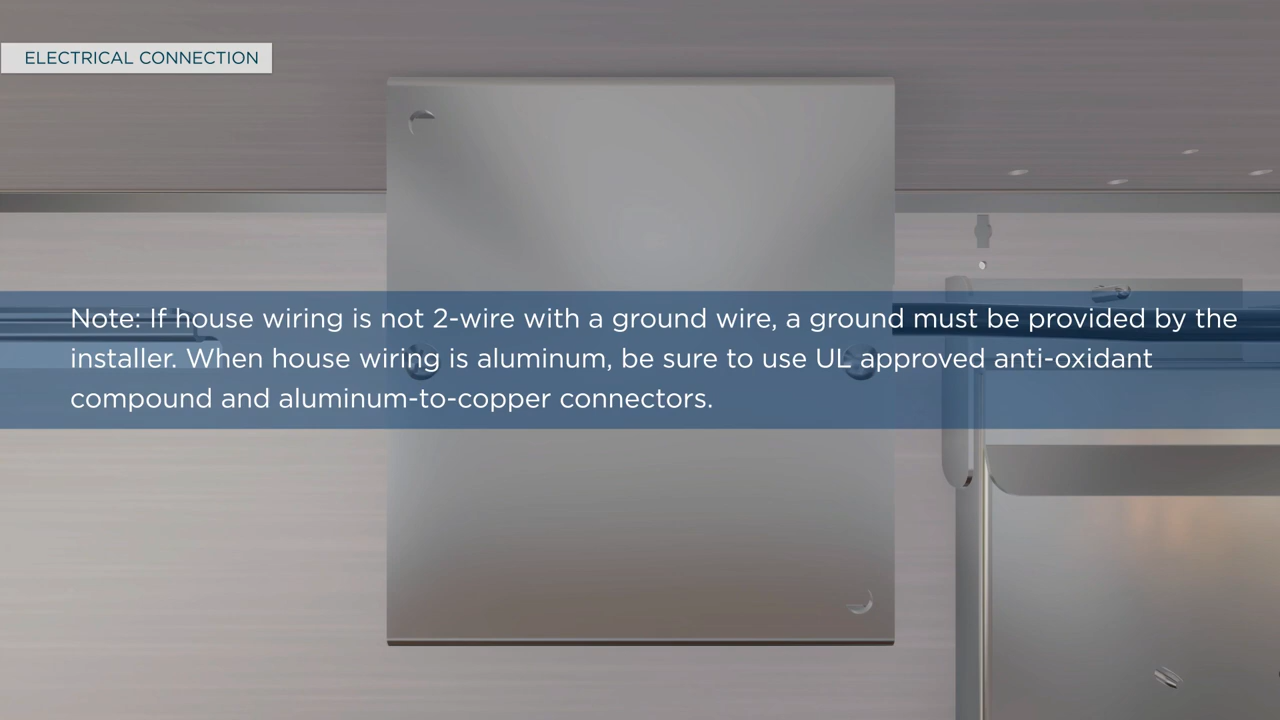 ELECTRICAL CONNECTION
Note: If house wiring is not 2-wire with a ground wire, a ground must be provided by the
installer. When house wiring is aluminum, be sure to use UL approved anti-oxidant
compound and aluminum-to-copper connectors.